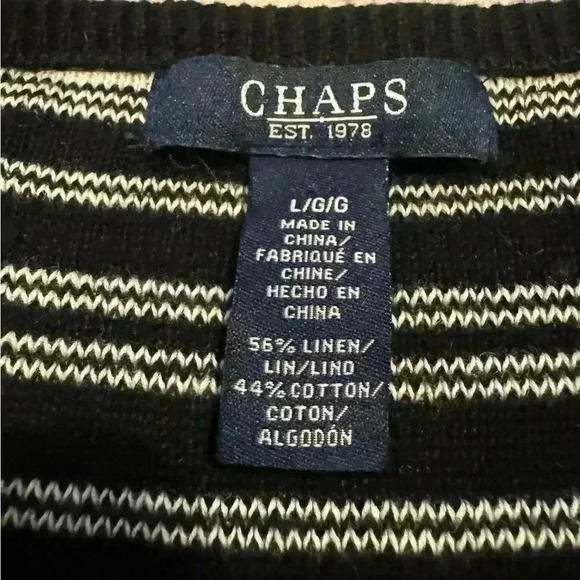 CHAPS
EST. 1978
L/G/G
MADE IN
CHINA/
FABRIQUÉ EN
CHINE/
HECHO EN
CHINA
56% LINEN/
LIN/LINO
44% COTTON/
COTON/
ALGODÓN